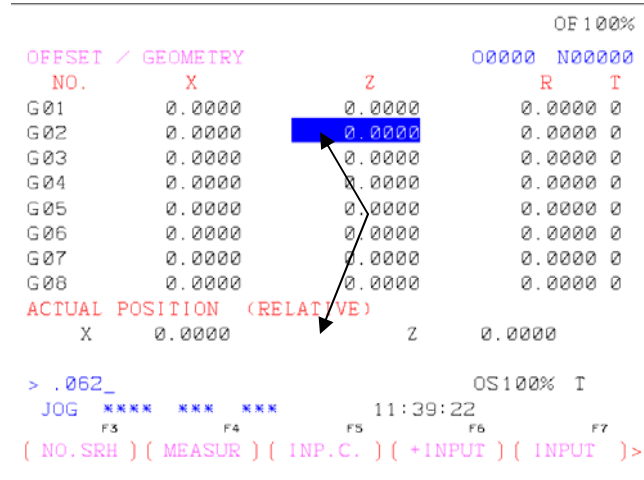 OF100%
OFFSET / GEOMETRY O0000 N00000
NO. X Z R T
G01 0.0000 0.0000 0.0000 0
G02 0.0000 0.0000 0.0000 0
G03 0.0000 0.0000 0.0000 0
G04 0.0000 0.0000 0.0000 0
G05 0.0000 0.0000 0.0000 0
G06 0.0000 0.0000 0.0000 0
G07 0.0000 0.0000 0.0000 0
G08 0.0000 0.0000 0.0000 0
ACTUAL POSITION (RELATIVE)
X 0.0000 Z 0.0000
> .062_ OS100% T
JOG **** *** *** 11:39:22
F3 F4 F5 F6 F7
( NO.SRH ) ( MEASUR ) ( INP.C. ) ( +INPUT ) ( INPUT )>